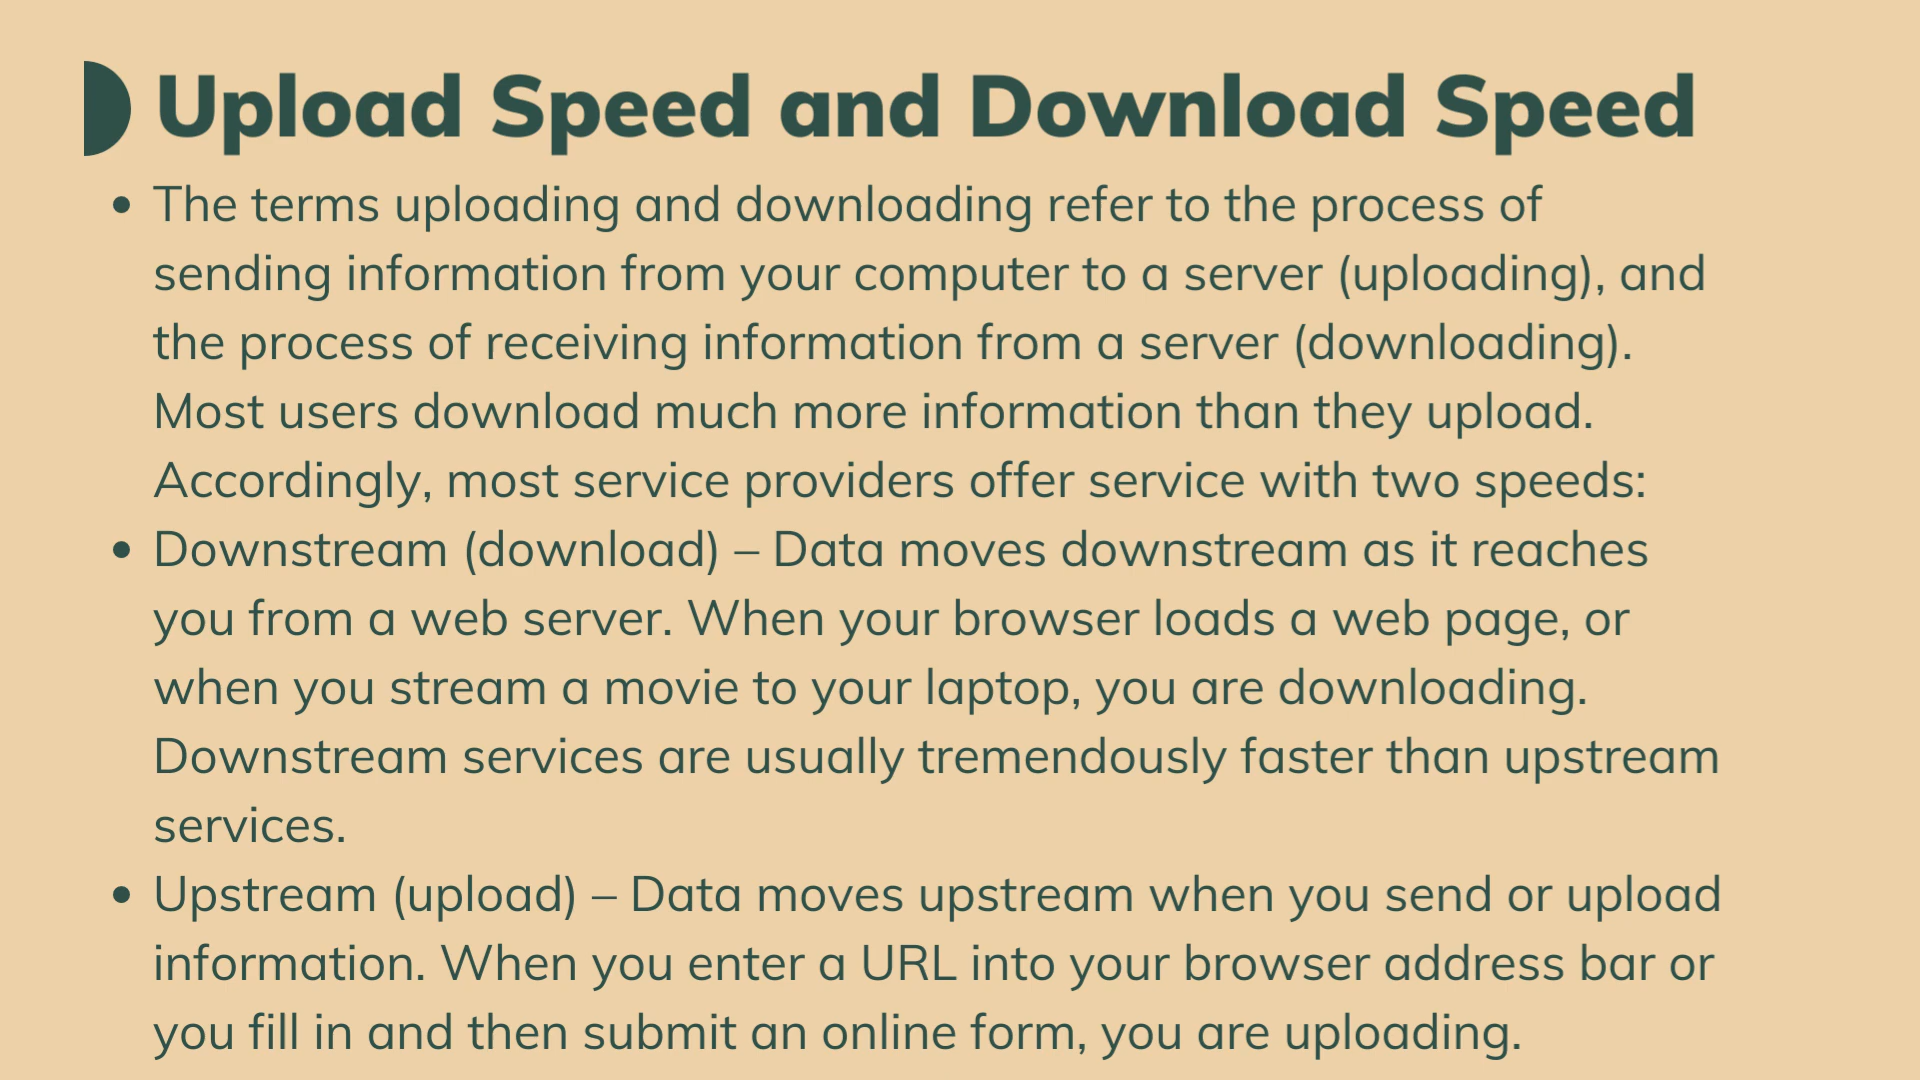 Upload Speed and Download Speed
• The terms uploading and downloading refer to the process of
sending information from your computer to a server (uploading), and
the process of receiving information from a server (downloading).
Most users download much more information than they upload.
Accordingly, most service providers offer service with two speeds:
• Downstream (download) – Data moves downstream as it reaches
you from a web server. When your browser loads a web page, or
when you stream a movie to your laptop, you are downloading.
Downstream services are usually tremendously faster than upstream
services.
• Upstream (upload) – Data moves upstream when you send or upload
information. When you enter a URL into your browser address bar or
you fill in and then submit an online form, you are uploading.